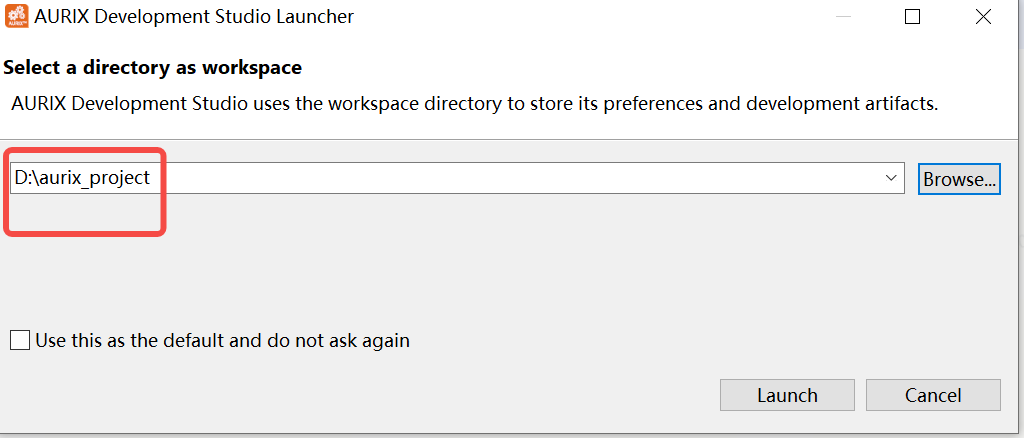 AURIX Development Studio Launcher
Select a directory as workspace
AURIX Development Studio uses the workspace directory to store its preferences and development artifacts.
D:\aurix_project
Browse...
Use this as the default and do not ask again
Launch
Cancel